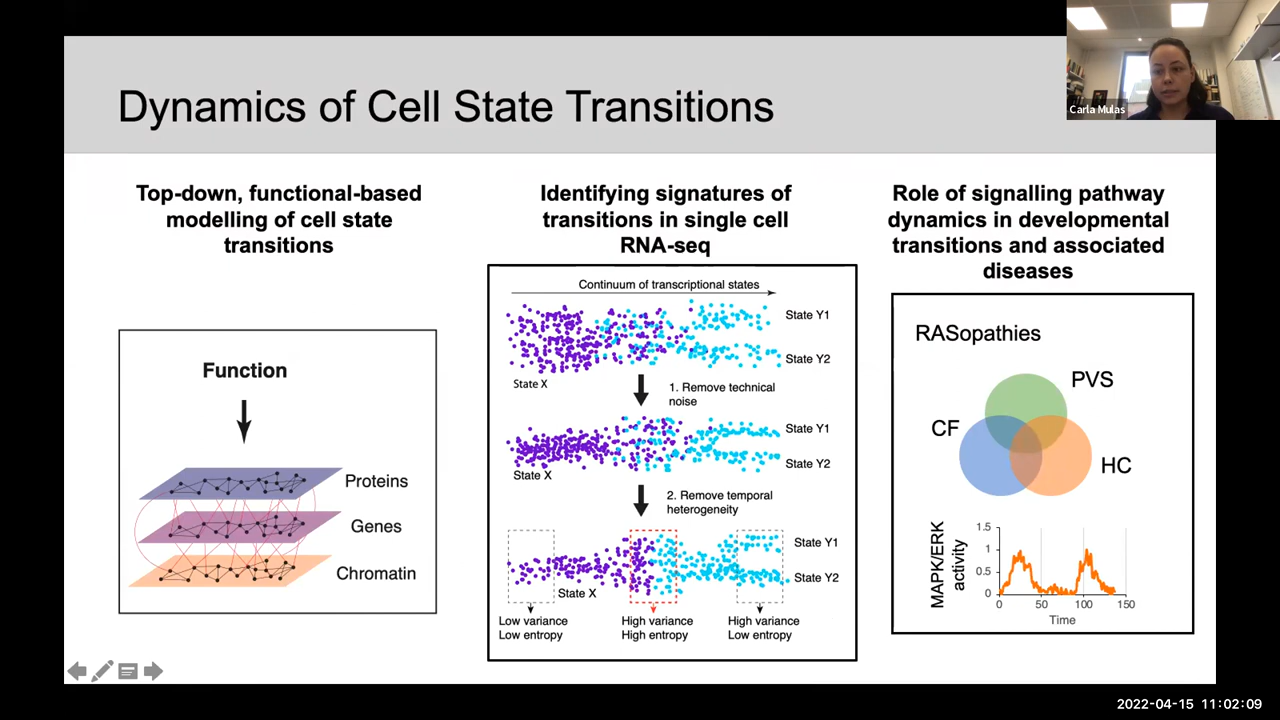 Carla Mulas
Dynamics of Cell State Transitions
Top-down, functional-based
modelling of cell state
transitions
Function
Proteins
Genes
Chromatin
Identifying signatures of
transitions in single cell
RNA-seq
Continuum of transcriptional states
State Y1
State Y2
State X
1. Remove technical
noise
State Y1
State Y2
State X
2. Remove temporal
heterogeneity
State Y1
State Y2
State X
Low variance
Low entropy
High variance
High entropy
High variance
Low entropy
Role of signalling pathway
dynamics in developmental
transitions and associated
diseases
RASopathies
PVS
CF
HC
MAPK/ERK
activity
1.5
1
0.5
0
0 50 100 150
Time
2022-04-15 11:02:09